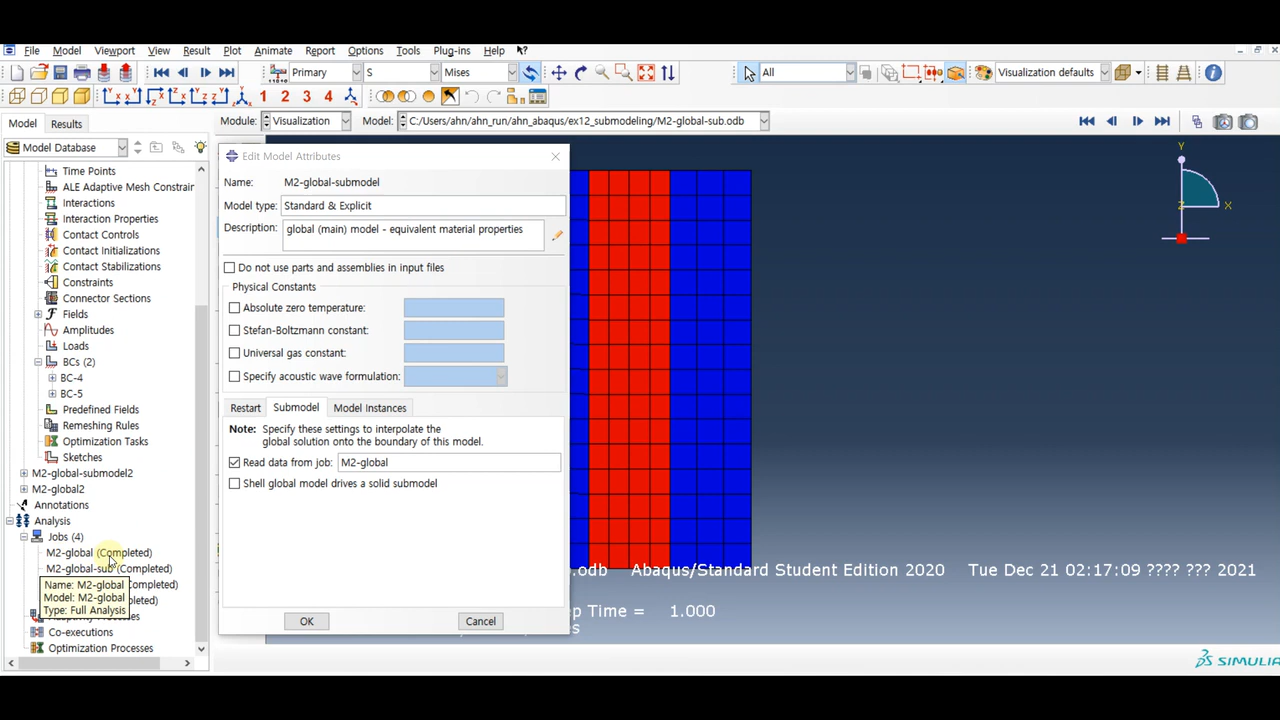 File Model Viewport View Result Plot Animate Report Options Tools Plug-ins Help
Primary S Mises All Visualization defaults
1 2 3 4
Model Results Module: Visualization Model: C:/Users/ahn/ahn_run/ahn_abaqus/ex12_submodeling/M2-global-sub.odb
Model Database
Time Points
ALE Adaptive Mesh Constrain
Interactions
Interaction Properties
Contact Controls
Contact Initializations
Contact Stabilizations
Constraints
Connector Sections
Fields
Amplitudes
Loads
BCs (2)
BC-4
BC-5
Predefined Fields
Remeshing Rules
Optimization Tasks
Sketches
M2-global-submodel2
M2-global2
Annotations
Analysis
Jobs (4)
M2-global (Completed)
M2-global-sub (Completed)
Completed)
pleted)
Name: M2-global
Model: M2-global
Type: Full Analysis
Co-executions
Optimization Processes
Edit Model Attributes
Name: M2-global-submodel
Model type: Standard & Explicit
Description: global (main) model - equivalent material properties
Do not use parts and assemblies in input files
Physical Constants
Absolute zero temperature:
Stefan-Boltzmann constant:
Universal gas constant:
Specify acoustic wave formulation:
Restart Submodel Model Instances
Note: Specify these settings to interpolate the
global solution onto the boundary of this model.
Read data from job: M2-global
Shell global model drives a solid submodel
OK Cancel
Y
Z X
.odb Abaqus/Standard Student Edition 2020 Tue Dec 21 02:17:09 ???? ??? 2021
ep Time = 1.000
SIMULIA